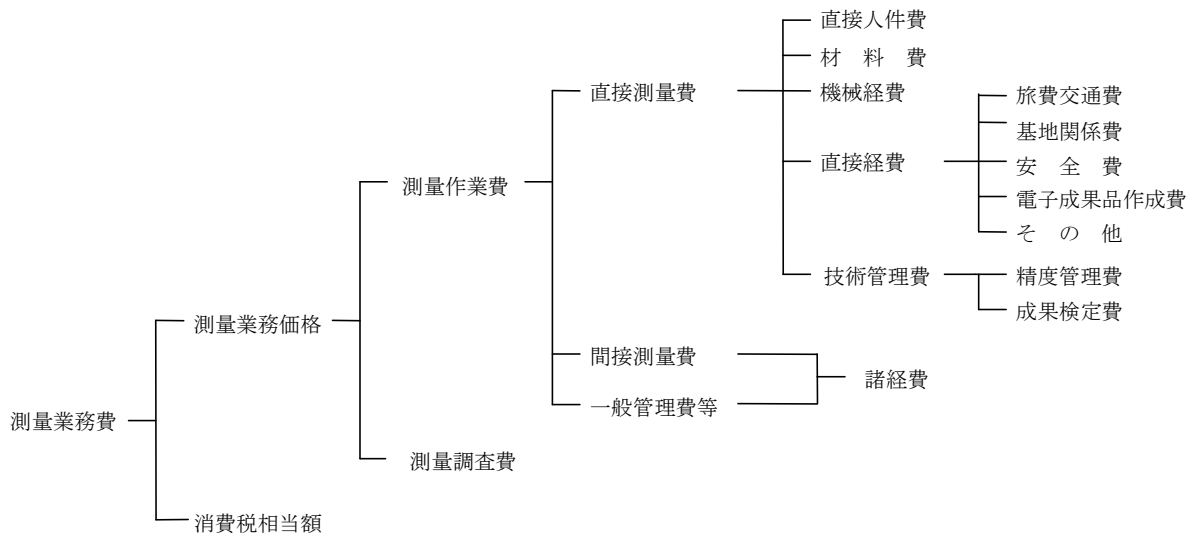 直接人件費
材　料　費
機械経費
直接測量費
旅費交通費
基地関係費
直接経費
安　全　費
測量作業費
電子成果品作成費
そ　の　他
技術管理費
精度管理費
成果検定費
測量業務価格
間接測量費
諸経費
一般管理費等
測量業務費
測量調査費
消費税相当額